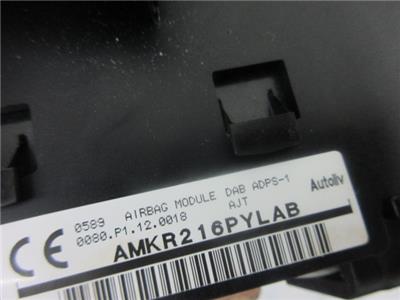 CE 0589 AIRBAG MODULE DAB ADPS-1 Autoliv
0080.P1.12.0018 AJT
AMKR216PYLAB